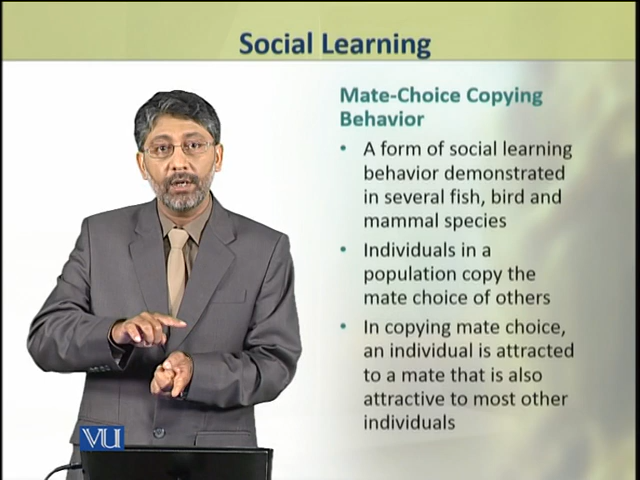 Social Learning
Mate-Choice Copying
Behavior
• A form of social learning
behavior demonstrated
in several fish, bird and
mammal species
• Individuals in a
population copy the
mate choice of others
• In copying mate choice,
an individual is attracted
to a mate that is also
attractive to most other
individuals
VU